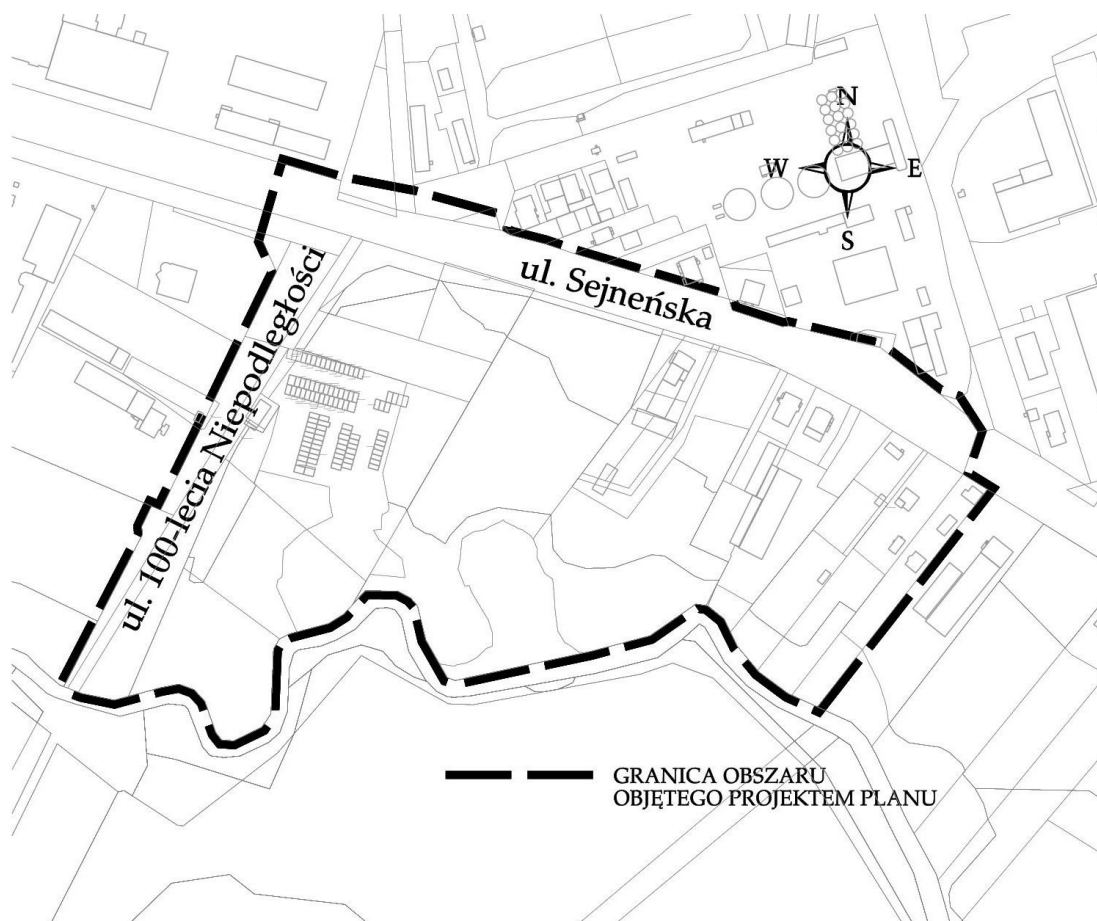 N
W E
S
ul. Sejneńska
ul. 100-lecia Niepodległości
GRANICA OBSZARU
OBJĘTEGO PROJEKTEM PLANU